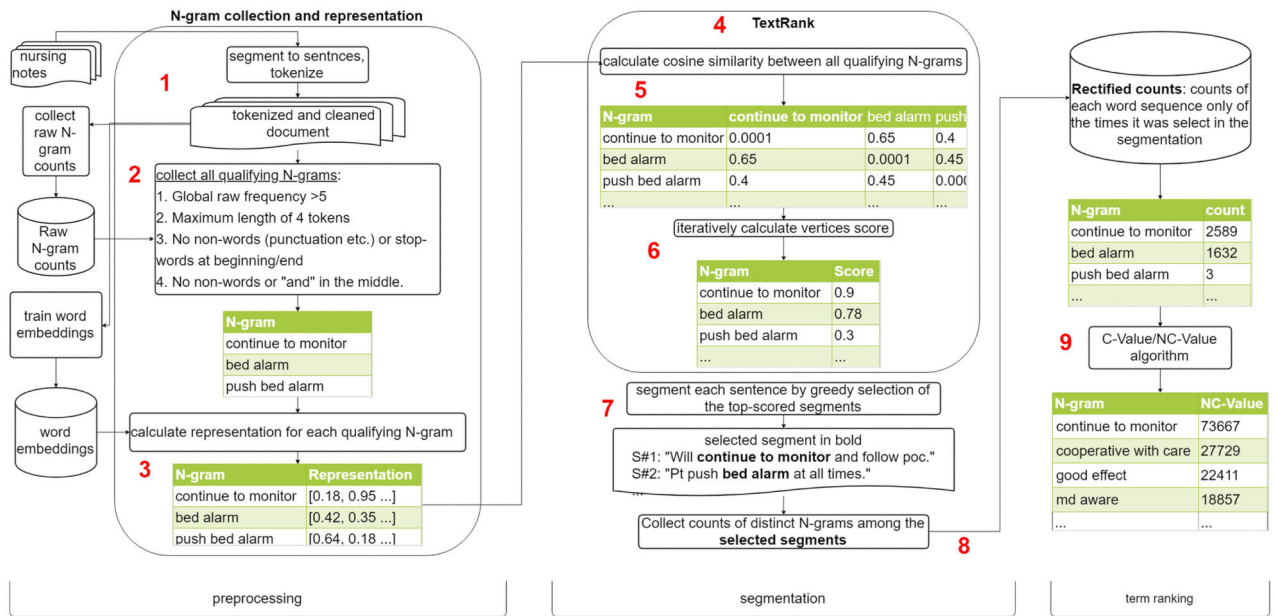 N-gram collection and representation
nursing
notes
segment to sentnces,
tokenize
1
tokenized and cleaned
document
collect
raw N-
gram
counts
2
collect all qualifying N-grams:
1. Global raw frequency >5
2. Maximum length of 4 tokens
3. No non-words (punctuation etc.) or stop-
words at beginning/end
4. No non-words or "and" in the middle.
Raw
N-gram
counts
train word
embeddings
N-gram
continue to monitor
bed alarm
push bed alarm
word
embeddings
calculate representation for each qualifying N-gram
3
N-gram Representation
continue to monitor [0.18, 0.95 ...]
bed alarm [0.42, 0.35 ...]
push bed alarm [0.64, 0.18 ...]
preprocessing
4
TextRank
calculate cosine similarity between all qualifying N-grams
5
N-gram continue to monitor bed alarm push
continue to monitor 0.0001 0.65 0.4
bed alarm 0.65 0.0001 0.45
push bed alarm 0.4 0.45 0.000
... ... ...
iteratively calculate vertices score
6
N-gram Score
continue to monitor 0.9
bed alarm 0.78
push bed alarm 0.3
... ...
7
segment each sentence by greedy selection of
the top-scored segments
selected segment in bold
S#1: "Will continue to monitor and follow poc."
S#2: "Pt push bed alarm at all times."
...
Collect counts of distinct N-grams among the
selected segments
8
segmentation
Rectified counts: counts of
each word sequence only of
the times it was select in the
segmentation
N-gram count
continue to monitor 2589
bed alarm 1632
push bed alarm 3
... ...
9
C-Value/NC-Value
algorithm
N-gram NC-Value
continue to monitor 73667
cooperative with care 27729
good effect 22411
md aware 18857
... ...
term ranking